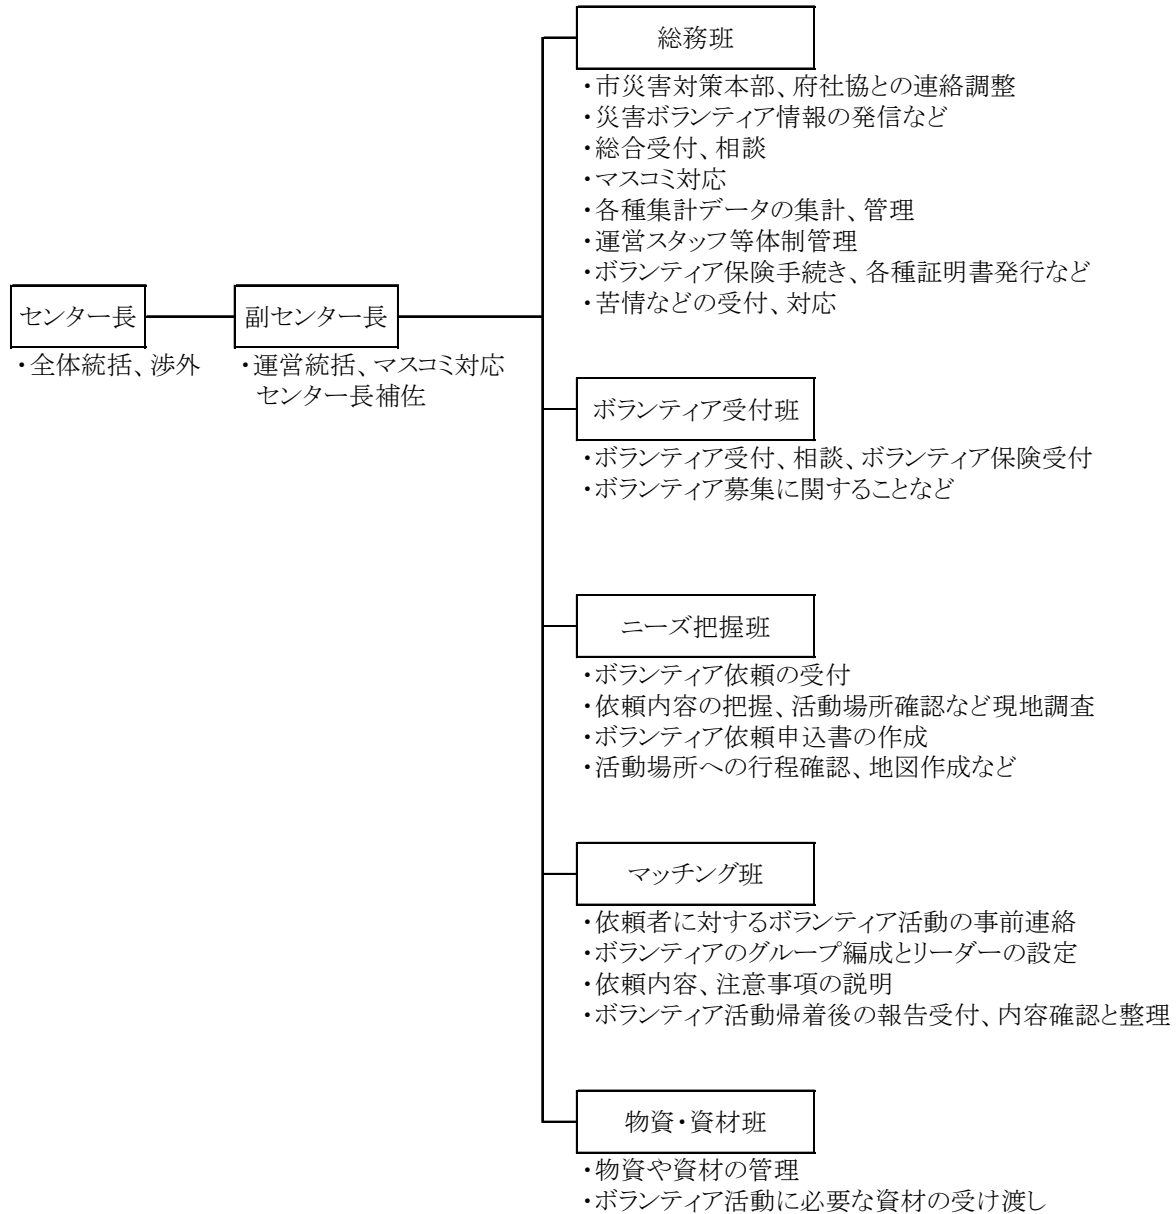 センター長
・全体統括、渉外
副センター長
・運営統括、マスコミ対応
センター長補佐
総務班
・市災害対策本部、府社協との連絡調整
・災害ボランティア情報の発信など
・総合受付、相談
・マスコミ対応
・各種集計データの集計、管理
・運営スタッフ等体制管理
・ボランティア保険手続き、各種証明書発行など
・苦情などの受付、対応
ボランティア受付班
・ボランティア受付、相談、ボランティア保険受付
・ボランティア募集に関することなど
ニーズ把握班
・ボランティア依頼の受付
・依頼内容の把握、活動場所確認など現地調査
・ボランティア依頼申込書の作成
・活動場所への行程確認、地図作成など
マッチング班
・依頼者に対するボランティア活動の事前連絡
・ボランティアのグループ編成とリーダーの設定
・依頼内容、注意事項の説明
・ボランティア活動帰着後の報告受付、内容確認と整理
物資・資材班
・物資や資材の管理
・ボランティア活動に必要な資材の受け渡し